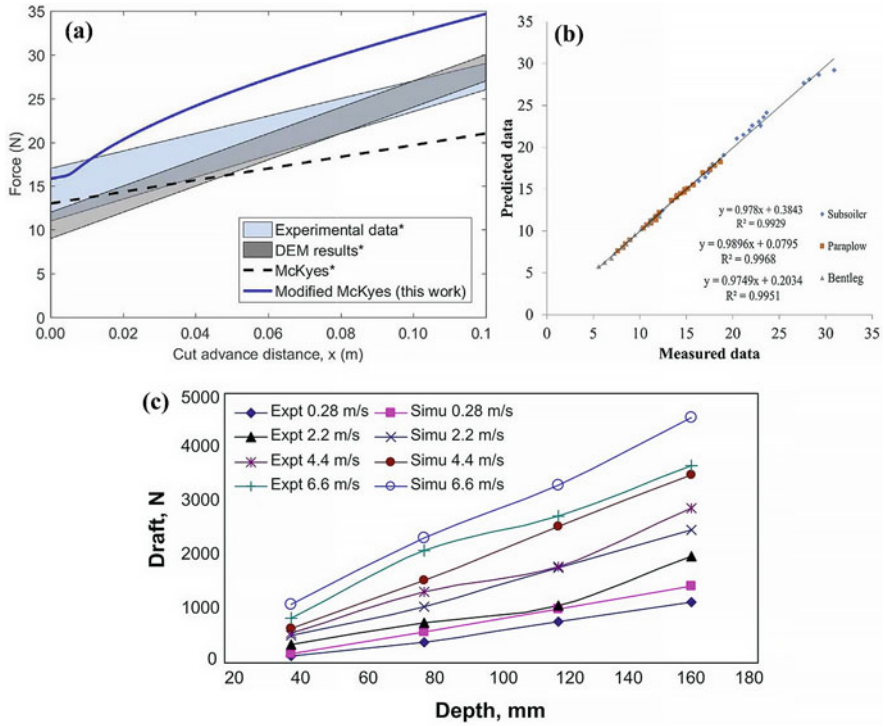 (a)
Force (N)
35
30
25
20
15
10
5
0
0.00 0.02 0.04 0.06 0.08 0.1
Cut advance distance, x (m)
Experimental data*
DEM results*
McKyes*
Modified McKyes (this work)
(b)
Predicted data
35
30
25
20
15
10
5
0
0 5 10 15 20 25 30 35
Measured data
y = 0.978x + 0.3843
R² = 0.9929
y = 0.9896x + 0.0795
R² = 0.9968
y = 0.9749x + 0.2034
R² = 0.9951
Subsoiler
Paraplow
Bentleg
(c)
Draft, N
5000
4000
3000
2000
1000
0
20 40 60 80 100 120 140 160 180
Depth, mm
Expt 0.28 m/s Simu 0.28 m/s
Expt 2.2 m/s Simu 2.2 m/s
Expt 4.4 m/s Simu 4.4 m/s
Expt 6.6 m/s Simu 6.6 m/s